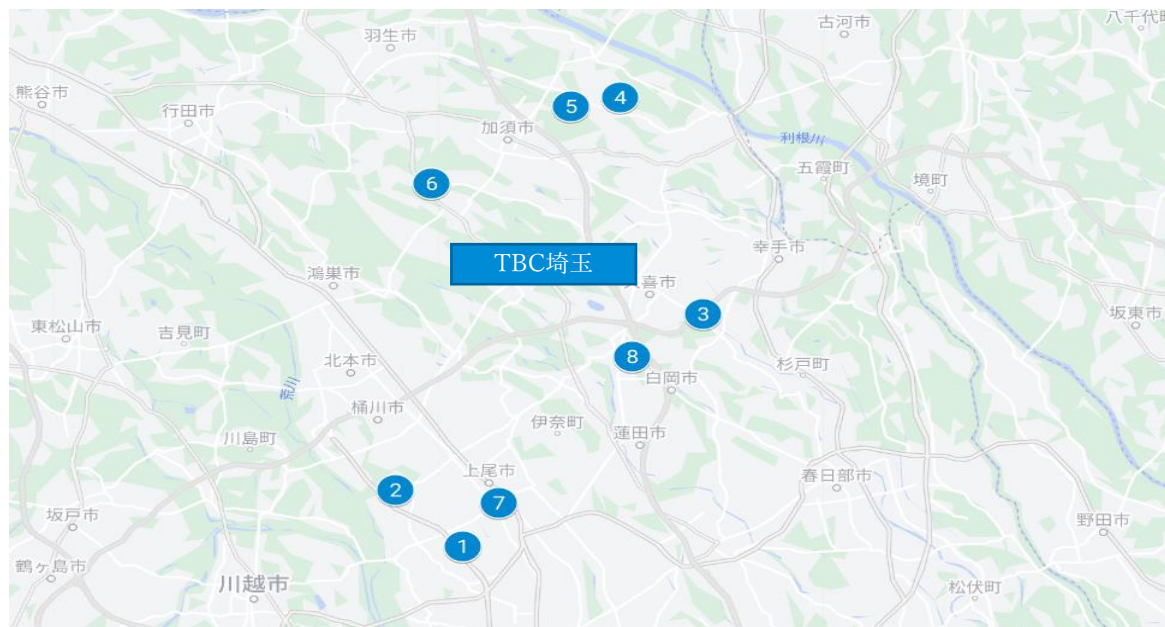 八千代
古河市
羽生市
熊谷市
4
5
行田市
加須市
利根川
五霞町
境町
6
幸手市
TBC埼玉
鴻巣市
喜市
3
坂東市
東松山市
吉見町
8
北本市
杉戸町
白岡市
荒川
桶川市
伊奈町
蓮田市
川島町
上尾市
春日部市
2
7
坂戸市
野田市
1
鶴ヶ島市
川越市
松伏町